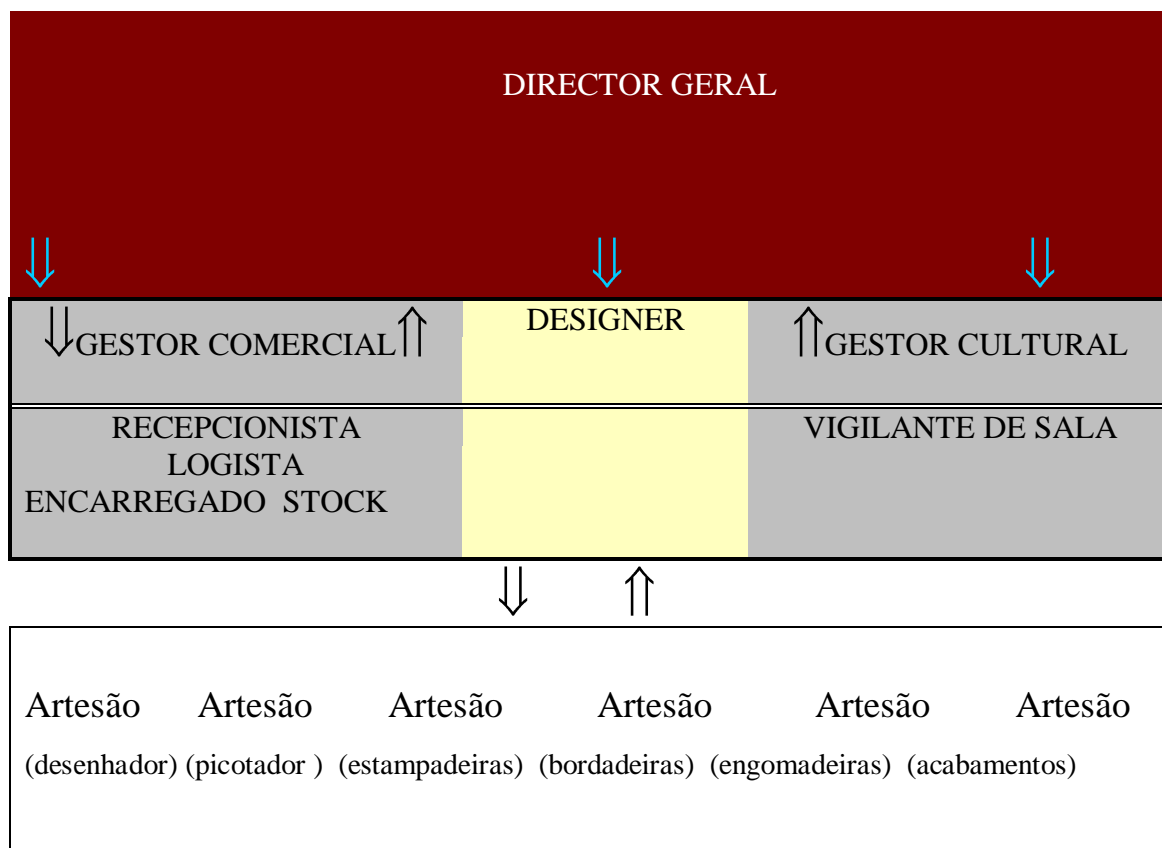 DIRECTOR GERAL
⇓ ⇓ ⇓
⇓GESTOR COMERCIAL⇑
DESIGNER
⇑GESTOR CULTURAL
RECEPCIONISTA
LOGISTA
ENCARREGADO STOCK
VIGILANTE DE SALA
⇓ ⇑
Artesão Artesão Artesão Artesão Artesão Artesão
(desenhador) (picotador ) (estampadeiras) (bordadeiras) (engomadeiras) (acabamentos)